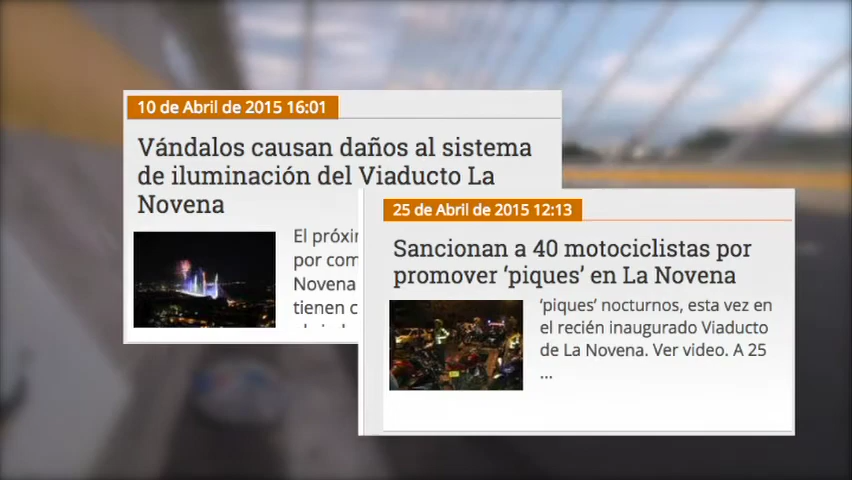 10 de Abril de 2015 16:01
Vándalos causan daños al sistema
de iluminación del Viaducto La
Novena
El
por
Novena
tienen
25 de Abril de 2015 12:13
Sancionan a 40 motociclistas por
promover ‘piques’ en La Novena
‘piques’ nocturnos, esta vez en
el recién inaugurado Viaducto
de La Novena. Ver video. A 25
...